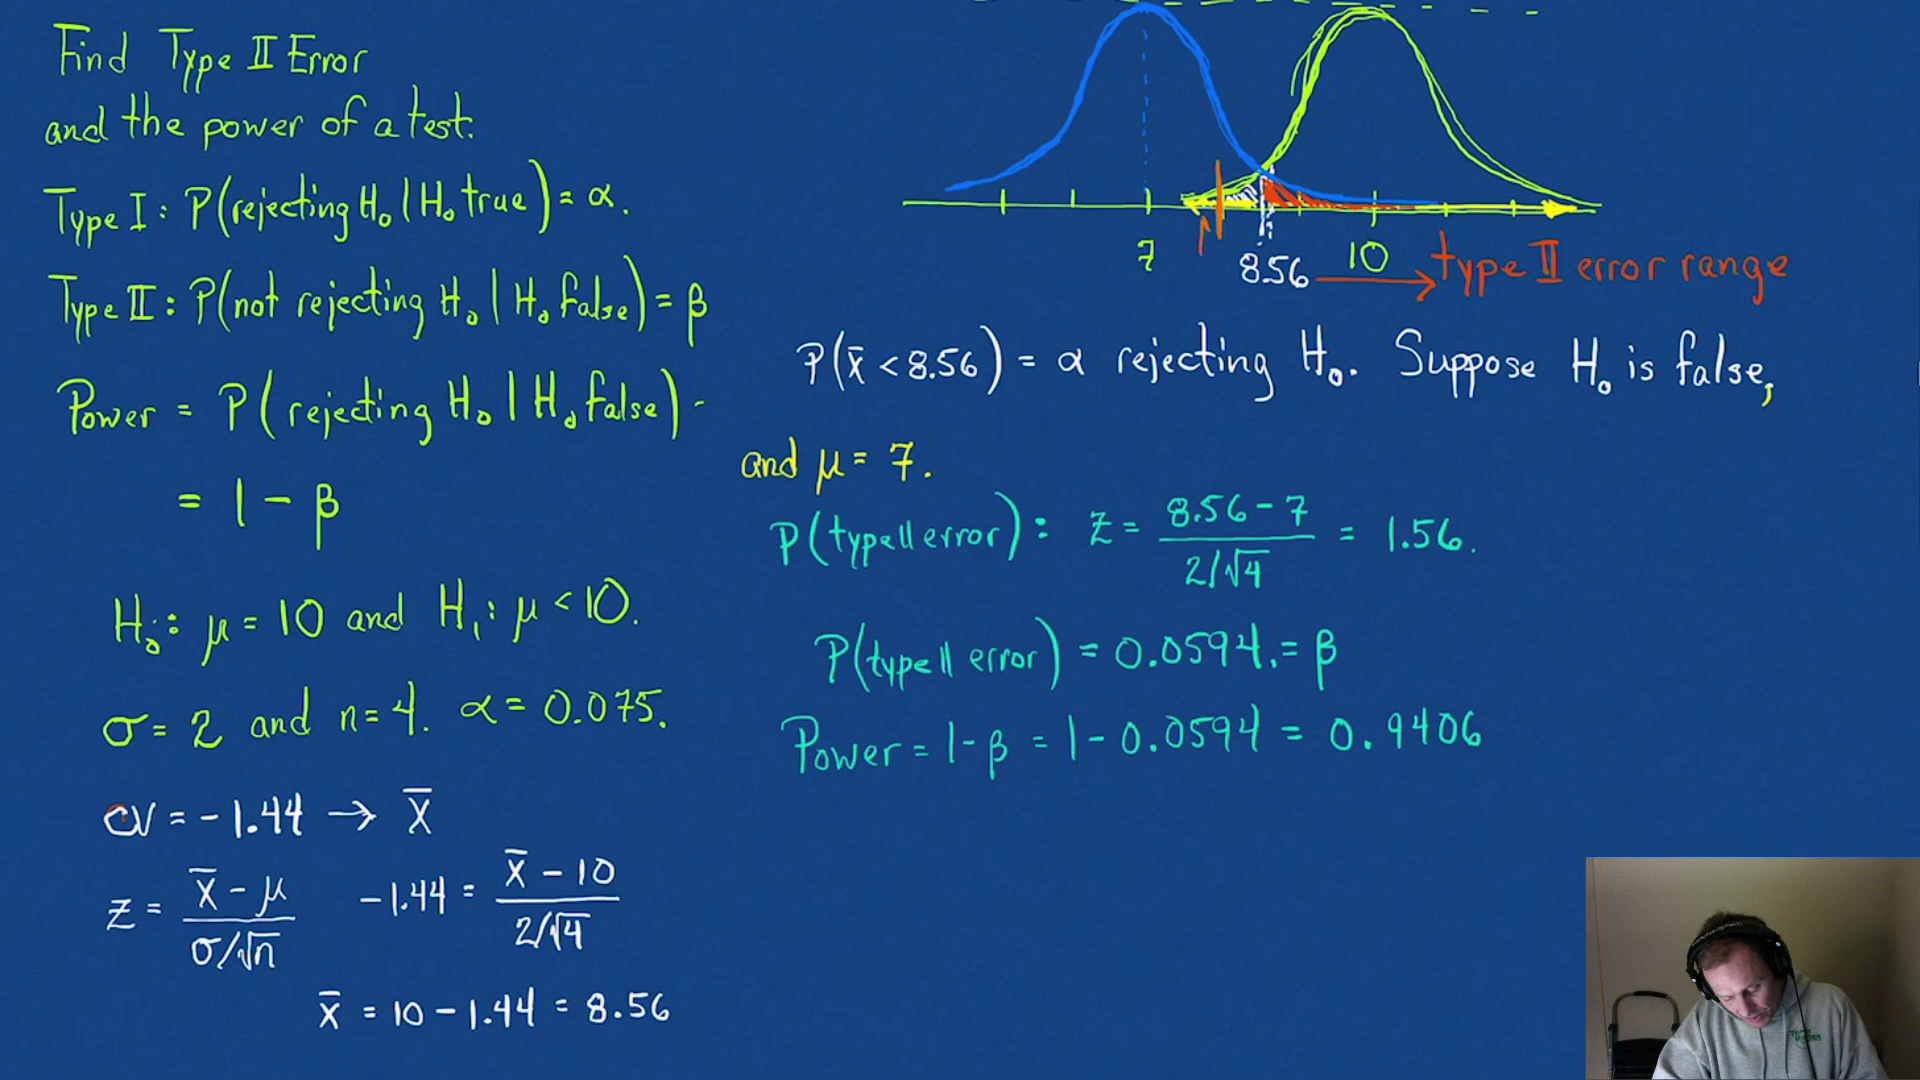 Find Type II Error
and the power of a test.
Type I: P(rejecting H₀ | H₀ true) = α.
Type II: P(not rejecting H₀ | H₀ false) = β
Power = P(rejecting H₀ | H₀ false) -
= 1 - β
H₀: μ = 10 and H₁: μ < 10.
σ = 2 and n = 4. α = 0.075.
CV = -1.44 → x̄
z = (x̄ - μ)/(σ/√n) -1.44 = (x̄ - 10)/(2/√4)
x̄ = 10 - 1.44 = 8.56
7 8.56 10 → type II error range
P(x̄ < 8.56) = α rejecting H₀. Suppose H₀ is false,
and μ = 7.
P(type II error): z = (8.56 - 7)/(2/√4) = 1.56.
P(type II error) = 0.0594. = β
Power = 1 - β = 1 - 0.0594 = 0.9406